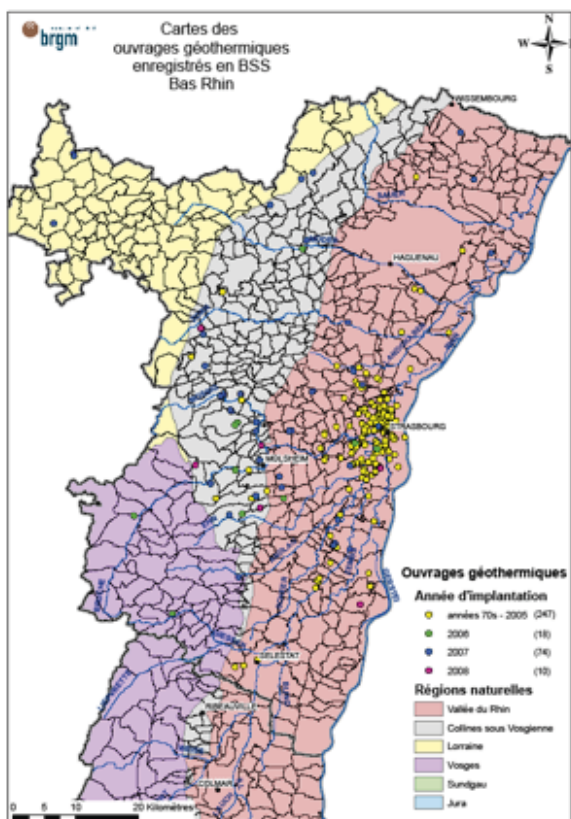 brgm
Cartes des
ouvrages géothermiques
enregistrés en BSS
Bas Rhin
N
W E
S
WISSEMBOURG
HAGUENAU
STRASBOURG
MOLSHEIM
SELESTAT
RIBEAUVILLE
COLMAR
Ouvrages géothermiques
Année d'implantation
années 70s - 2005 (247)
2006 (18)
2007 (74)
2008 (10)
Régions naturelles
Vallée du Rhin
Collines sous Vosgienne
Lorraine
Vosges
Sundgau
Jura
0 5 10 20 Kilomètres